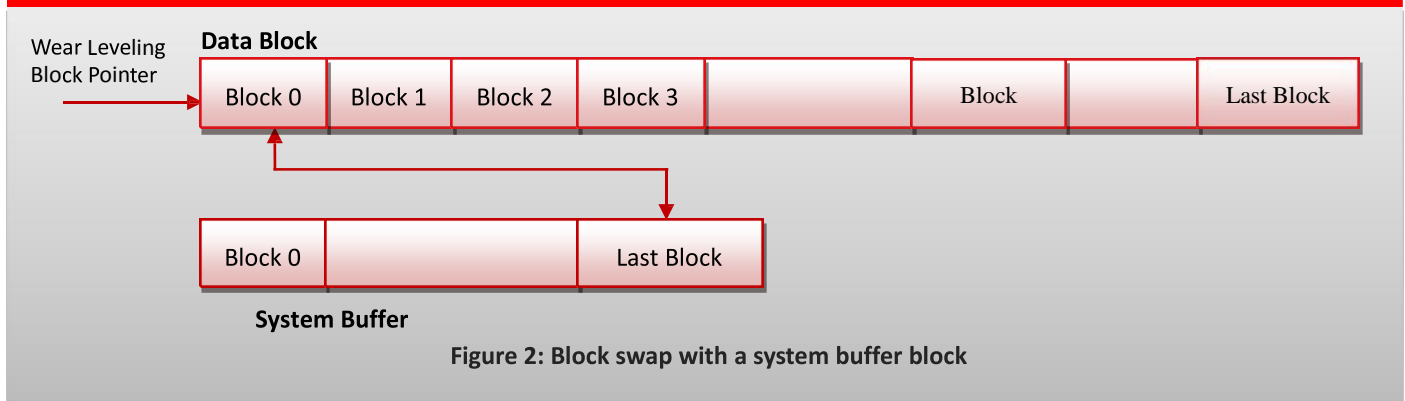 Wear Leveling
Block Pointer
Data Block
Block 0
Block 1
Block 2
Block 3
Block
Last Block
Block 0
Last Block
System Buffer
Figure 2: Block swap with a system buffer block